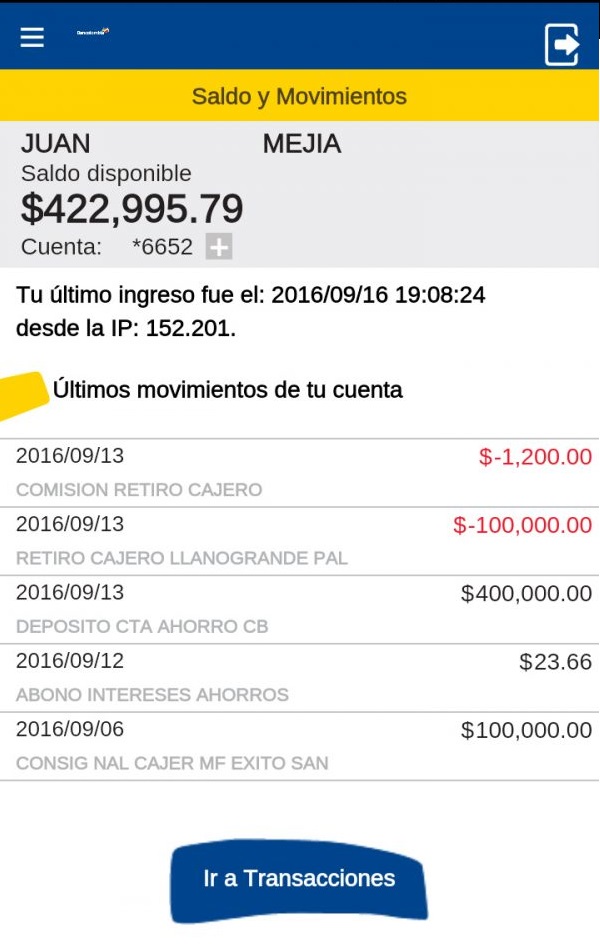 Bancolombia
Saldo y Movimientos
JUAN MEJIA
Saldo disponible
$422,995.79
Cuenta: *6652 +
Tu último ingreso fue el: 2016/09/16 19:08:24
desde la IP: 152.201.
Últimos movimientos de tu cuenta
2016/09/13 $-1,200.00
COMISION RETIRO CAJERO
2016/09/13 $-100,000.00
RETIRO CAJERO LLANOGRANDE PAL
2016/09/13 $400,000.00
DEPOSITO CTA AHORRO CB
2016/09/12 $23.66
ABONO INTERESES AHORROS
2016/09/06 $100,000.00
CONSIG NAL CAJER MF EXITO SAN
Ir a Transacciones